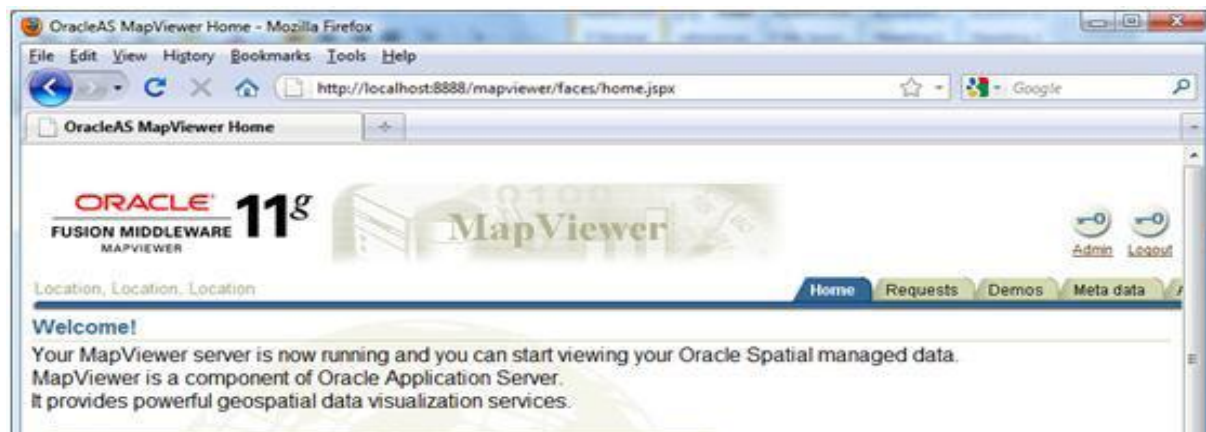 OracleAS MapViewer Home - Mozilla Firefox
File Edit View History Bookmarks Tools Help
http://localhost:8888/mapviewer/faces/home.jspx
Google
OracleAS MapViewer Home
ORACLE
11g
FUSION MIDDLEWARE
MAPVIEWER
MapViewer
Admin Logout
Location, Location, Location
Home Requests Demos Meta data
Welcome!
Your MapViewer server is now running and you can start viewing your Oracle Spatial managed data.
MapViewer is a component of Oracle Application Server.
It provides powerful geospatial data visualization services.